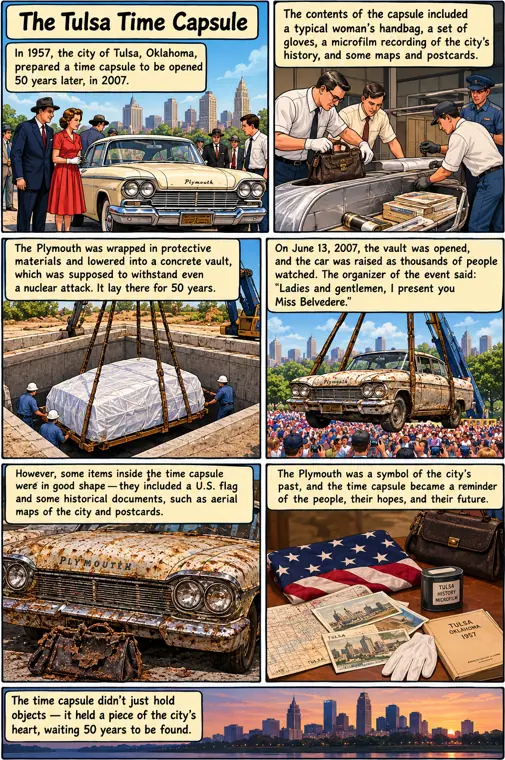 The Tulsa Time Capsule
In 1957, the city of Tulsa, Oklahoma,
prepared a time capsule to be opened
50 years later, in 2007.
Plymouth
The contents of the capsule included
a typical woman's handbag, a set of
gloves, a microfilm recording of the city's
history, and some maps and postcards.
The Plymouth was wrapped in protective
materials and lowered into a concrete vault,
which was supposed to withstand even
a nuclear attack. It lay there for 50 years.
On June 13, 2007, the vault was opened,
and the car was raised as thousands of people
watched. The organizer of the event said:
"Ladies and gentlemen, I present you
Miss Belvedere."
Plymouth
However, some items inside the time capsule
were in good shape — they included a U.S. flag
and some historical documents, such as aerial
maps of the city and postcards.
PLYMOUTH
The Plymouth was a symbol of the city's
past, and the time capsule became a reminder
of the people, their hopes, and their future.
TULSA
HISTORY
MICROFILM
TULSA
TULSA
TULSA
OKLAHOMA
1957
TULSA
The time capsule didn't just hold
objects — it held a piece of the city's
heart, waiting 50 years to be found.